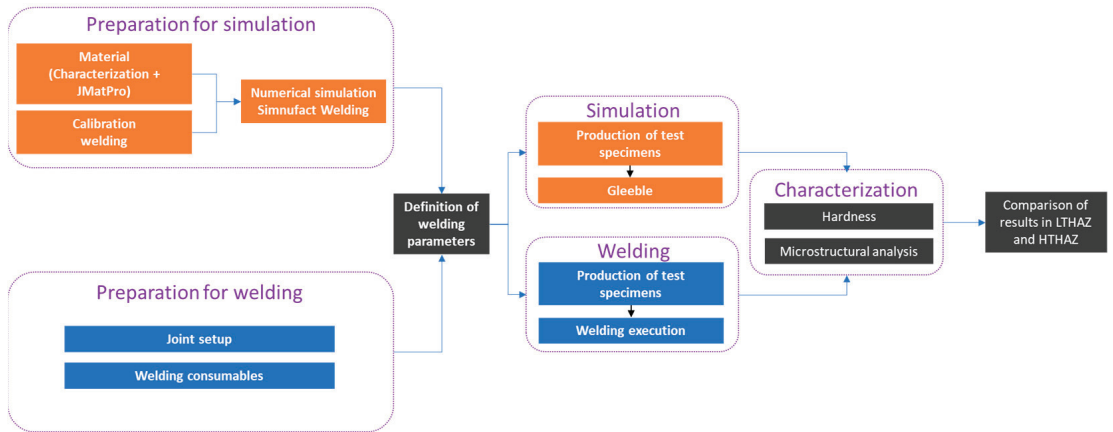 Preparation for simulation
Material
(Characterization +
JMatPro)
Calibration
welding
Numerical simulation
Simnufact Welding
Preparation for welding
Joint setup
Welding consumables
Definition of
welding
parameters
Simulation
Production of test
specimens
Gleeble
Welding
Production of test
specimens
Welding execution
Characterization
Hardness
Microstructural analysis
Comparison of
results in LTHAZ
and HTHAZ